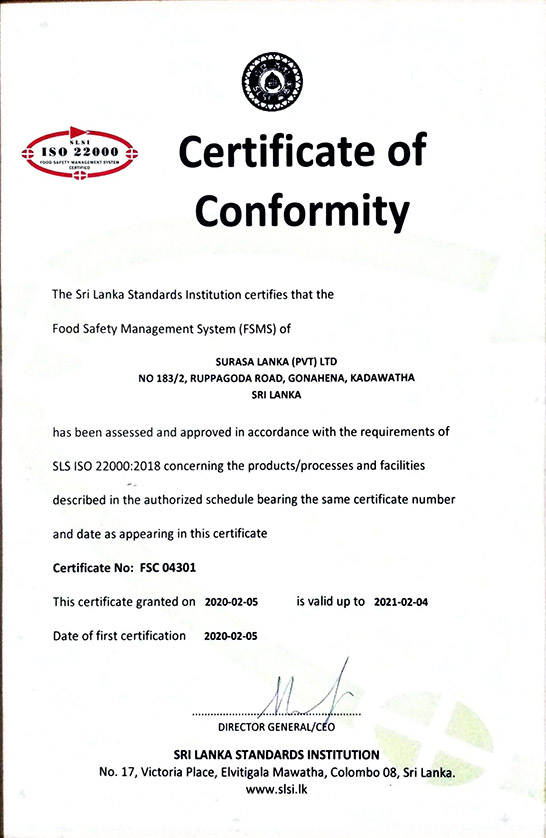 SLSI
ISO 22000
FOOD SAFETY MANAGEMENT SYSTEM
CERTIFIED
Certificate of
Conformity
The Sri Lanka Standards Institution certifies that the
Food Safety Management System (FSMS) of
SURASA LANKA (PVT) LTD
NO 183/2, RUPPAGODA ROAD, GONAHENA, KADAWATHA
SRI LANKA
has been assessed and approved in accordance with the requirements of
SLS ISO 22000:2018 concerning the products/processes and facilities
described in the authorized schedule bearing the same certificate number
and date as appearing in this certificate
Certificate No: FSC 04301
This certificate granted on 2020-02-05 is valid up to 2021-02-04
Date of first certification 2020-02-05
DIRECTOR GENERAL/CEO
SRI LANKA STANDARDS INSTITUTION
No. 17, Victoria Place, Elvitigala Mawatha, Colombo 08, Sri Lanka.
www.slsi.lk